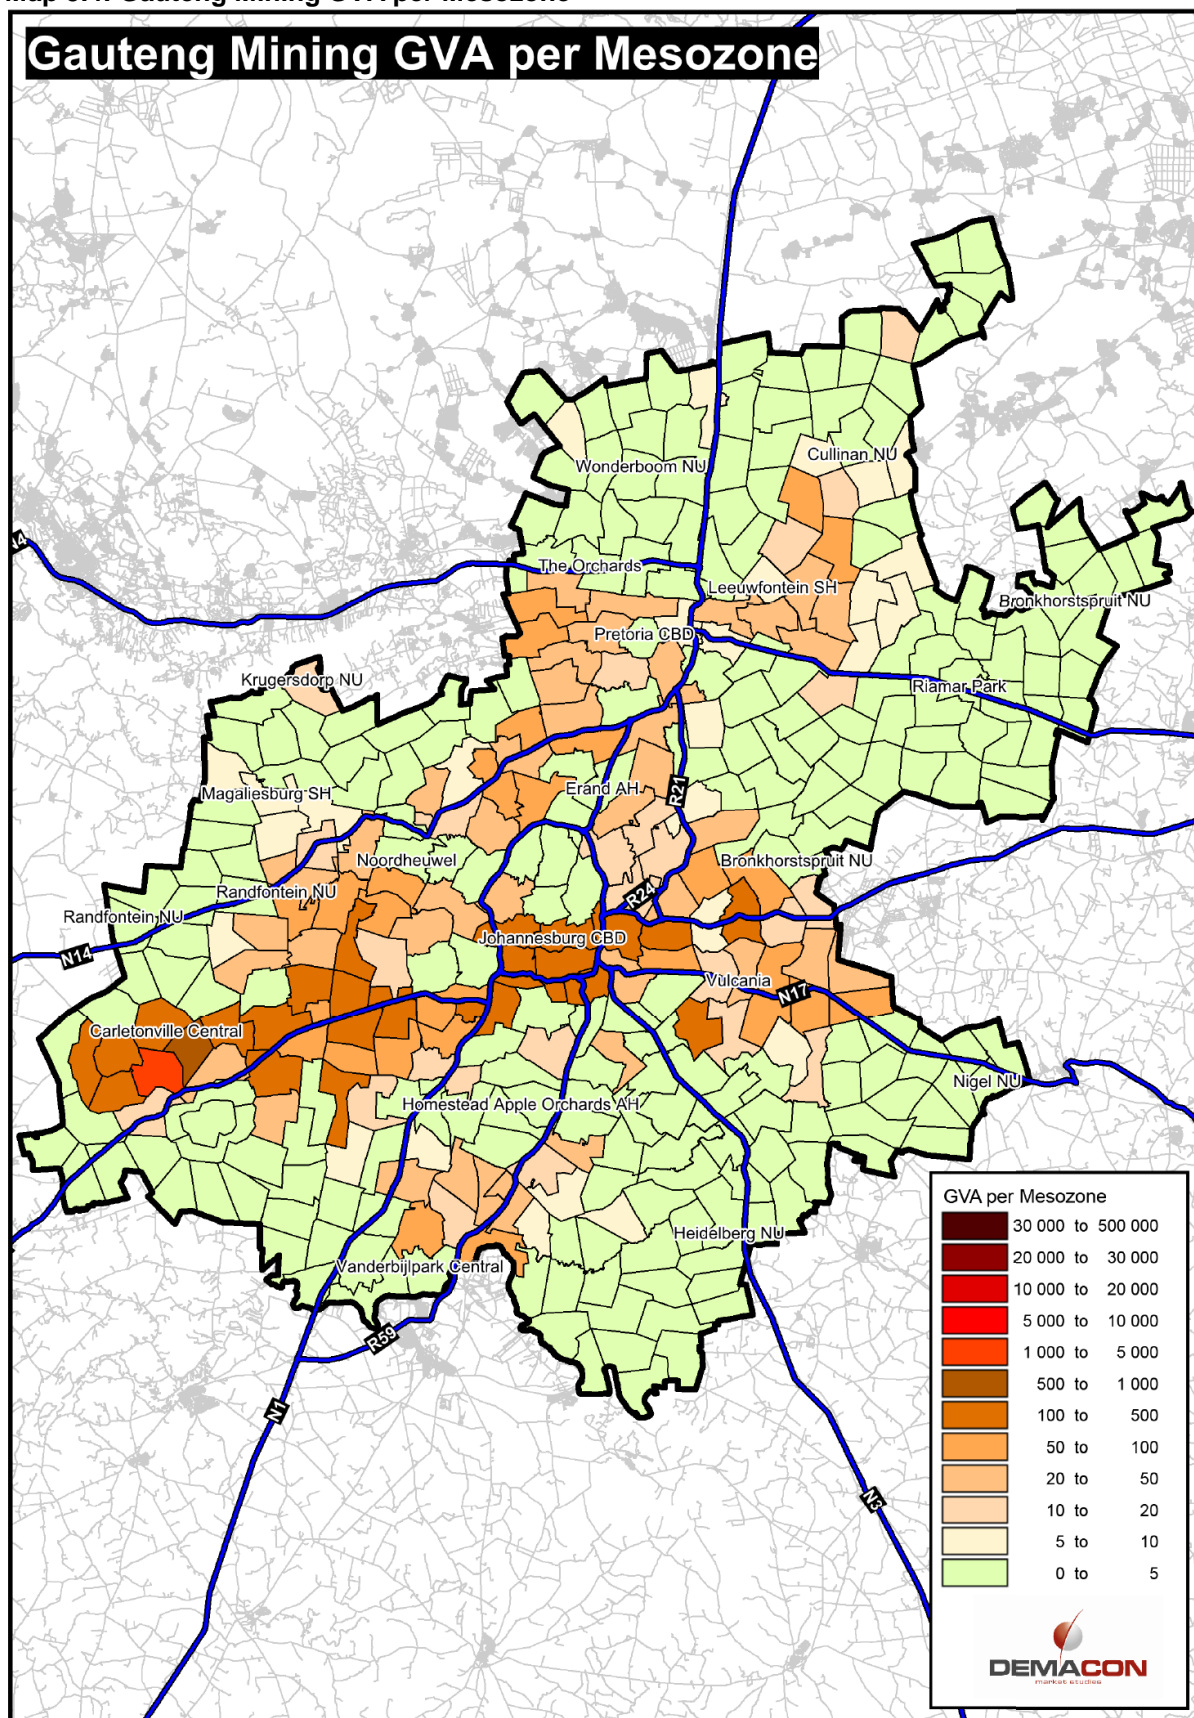 Gauteng Mining GVA per Mesozone
Cullinan NU
Wonderboom NU
N4
The Orchards
Leeuwfontein SH
Bronkhorstspruit NU
Pretoria CBD
Krugersdorp NU
Riamar Park
Magaliesburg SH
Erand AH
R21
Noordheuwel
Bronkhorstspruit NU
Randfontein NU
R24
Randfontein NU
Johannesburg CBD
N14
Vulcania
N17
Carletonville Central
Nigel NU
Homestead Apple Orchards AH
Heidelberg NU
Vanderbijlpark Central
R59
N1
N3
GVA per Mesozone
30 000 to 500 000
20 000 to 30 000
10 000 to 20 000
5 000 to 10 000
1 000 to 5 000
500 to 1 000
100 to 500
50 to 100
20 to 50
10 to 20
5 to 10
0 to 5
DEMACON
market studies